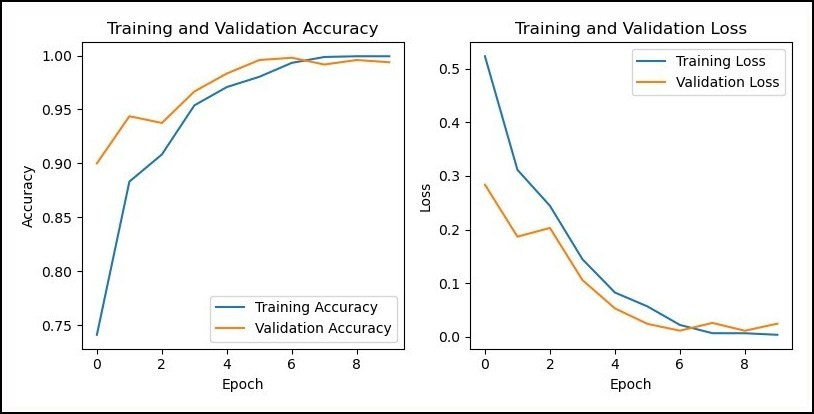 Training and Validation Accuracy
1.00
0.95
0.90
0.85
0.80
0.75
Accuracy
Training Accuracy
Validation Accuracy
0 2 4 6 8
Epoch
Training and Validation Loss
0.5
0.4
0.3
0.2
0.1
0.0
Loss
Training Loss
Validation Loss
0 2 4 6 8
Epoch